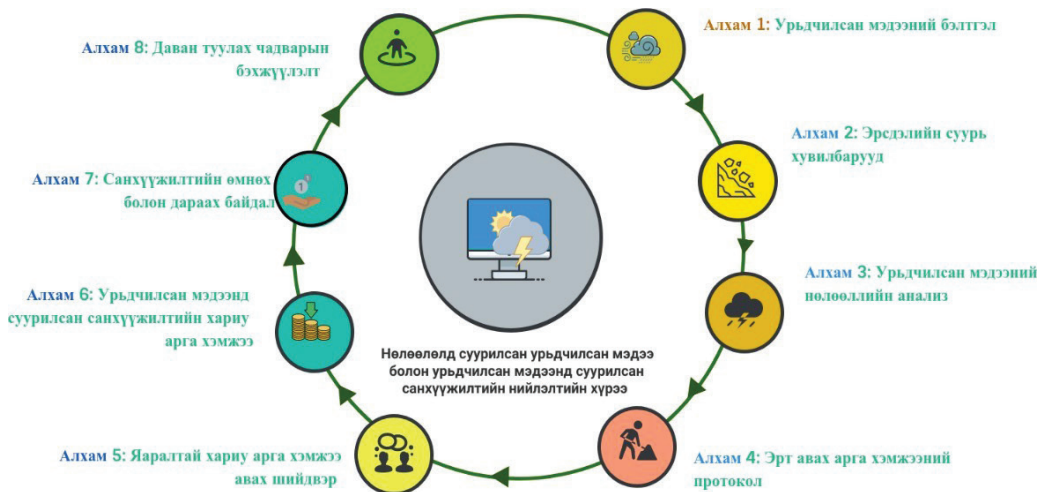 Алхам 1: Урьдчилсан мэдээний бэлтгэл
Алхам 2: Эрсдэлийн суурь
хувилбарууд
Алхам 3: Урьдчилсан мэдээний
нөлөөллийн анализ
Алхам 4: Эрт авах арга хэмжээний
протокол
Алхам 5: Яаралтай хариу арга хэмжээ
авах шийдвэр
Алхам 6: Урьдчилсан мэдээнд
суурилсан санхүүжилтийн хариу
арга хэмжээ
Алхам 7: Санхүүжилтийн өмнөх
болон дараах байдал
1
Алхам 8: Даван туулах чадварын
бэхжүүлэлт
Нөлөөлөлд суурилсан урьдчилсан мэдээ
болон урьдчилсан мэдээнд суурилсан
санхүүжилтийн нийлэлтийн хүрээ